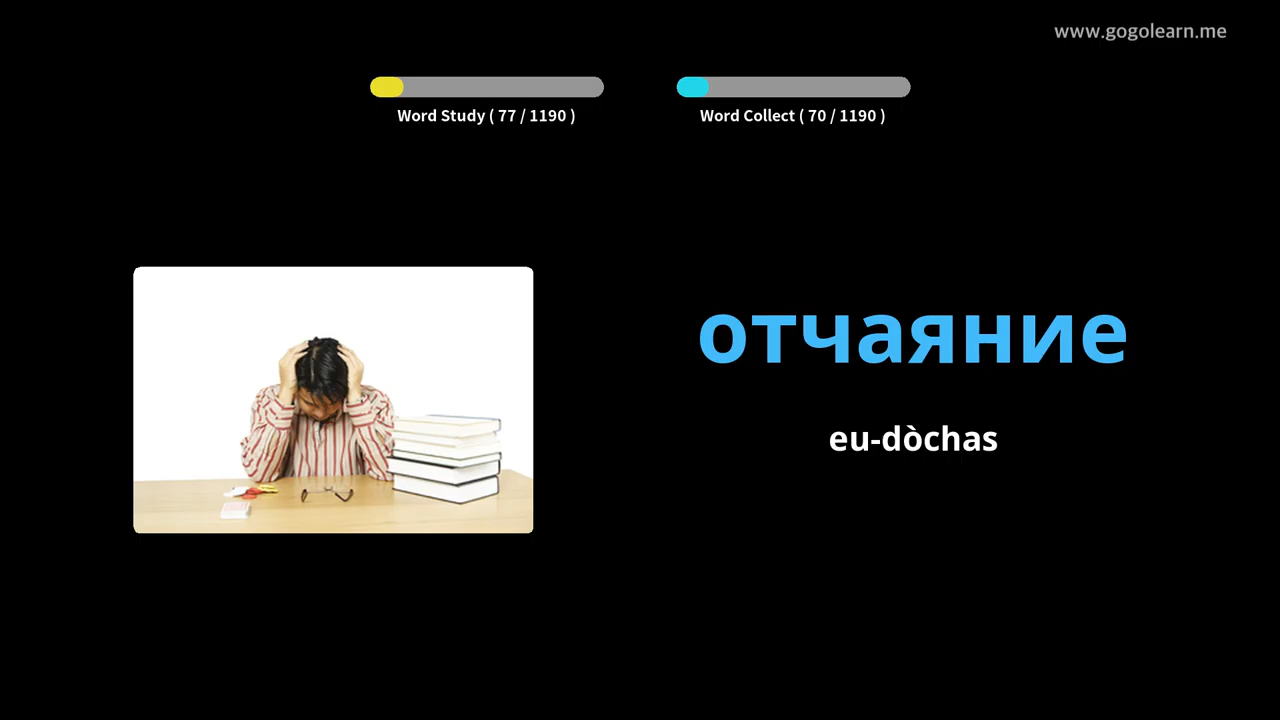 www.gogolearn.me
Word Study ( 77 / 1190 )
Word Collect ( 70 / 1190 )
отчаяние
eu-dòchas